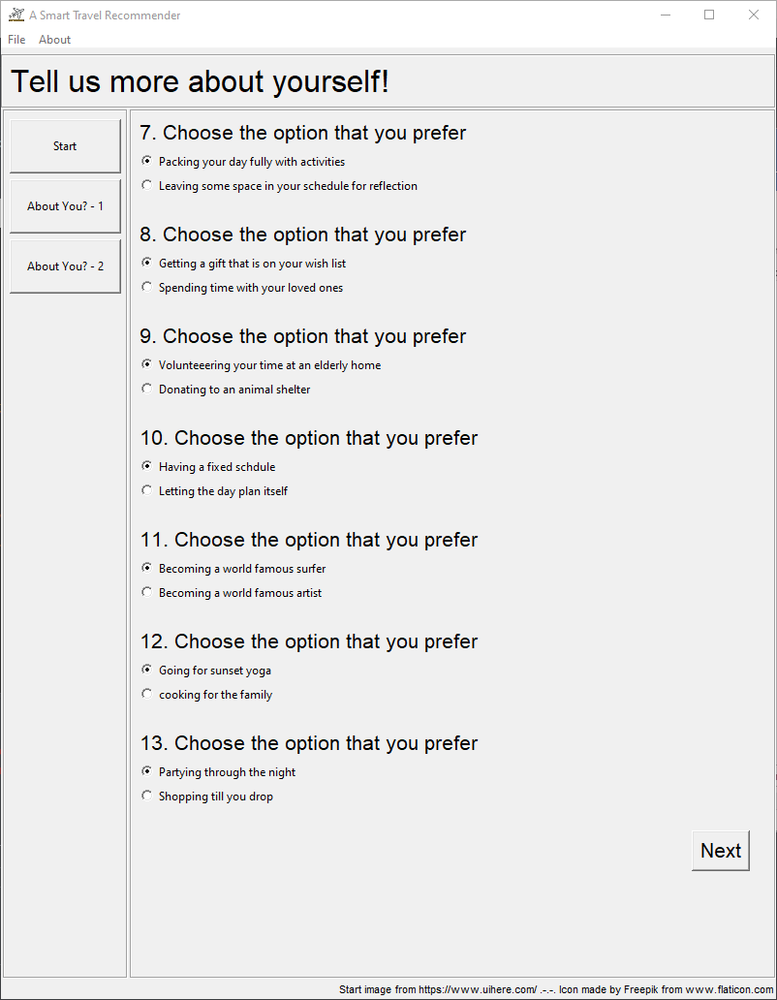 A Smart Travel Recommender
File About
Tell us more about yourself!
Start
About You? - 1
About You? - 2
7. Choose the option that you prefer
Packing your day fully with activities
Leaving some space in your schedule for reflection
8. Choose the option that you prefer
Getting a gift that is on your wish list
Spending time with your loved ones
9. Choose the option that you prefer
Volunteeering your time at an elderly home
Donating to an animal shelter
10. Choose the option that you prefer
Having a fixed schdule
Letting the day plan itself
11. Choose the option that you prefer
Becoming a world famous surfer
Becoming a world famous artist
12. Choose the option that you prefer
Going for sunset yoga
cooking for the family
13. Choose the option that you prefer
Partying through the night
Shopping till you drop
Next
Start image from https://www.uihere.com/ .-.-. Icon made by Freepik from www.flaticon.com